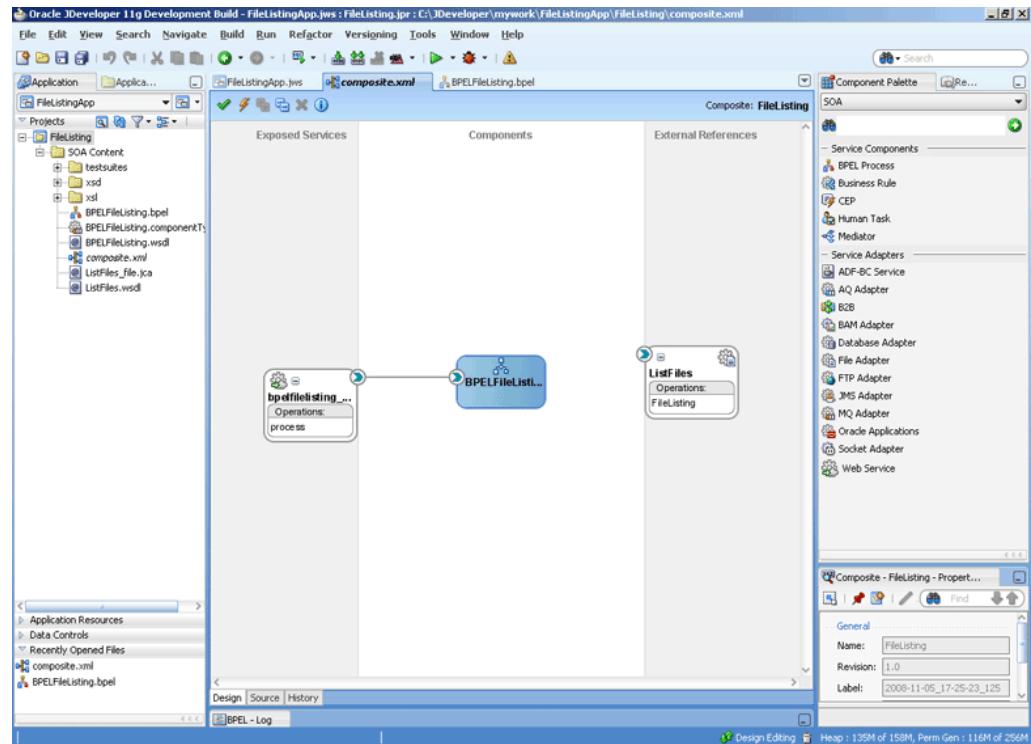 Oracle JDeveloper 11g Development Build - FileListingApp.jws : FileListing.jpr : C:\JDeveloper\mywork\FileListingApp\FileListing\composite.xml
File Edit View Search Navigate Build Run Refactor Versioning Tools Window Help
Search
Application
Applica...
FileListingApp
Projects
FileListing
SOA Content
testsuites
xsd
xsl
BPELFileListing.bpel
BPELFileListing.componentTy
BPELFileListing.wsdl
composite.xml
ListFiles_file.jca
ListFiles.wsdl
Application Resources
Data Controls
Recently Opened Files
composite.xml
BPELFileListing.bpel
FileListingApp.jws
composite.xml
BPELFileListing.bpel
Composite: FileListing
Exposed Services
Components
External References
bpelfilelisting_...
Operations:
process
BPELFileListi...
ListFiles
Operations:
FileListing
Design Source History
BPEL - Log
Component Palette
Re...
SOA
Service Components
BPEL Process
Business Rule
CEP
Human Task
Mediator
Service Adapters
ADF-BC Service
AQ Adapter
B2B
BAM Adapter
Database Adapter
File Adapter
FTP Adapter
JMS Adapter
MQ Adapter
Oracle Applications
Socket Adapter
Web Service
Composite - FileListing - Propert...
Find
General
Name: FileListing
Revision: 1.0
Label: 2008-11-05_17-25-23_125
Design Editing
Heap : 135M of 158M, Perm Gen : 116M of 256M